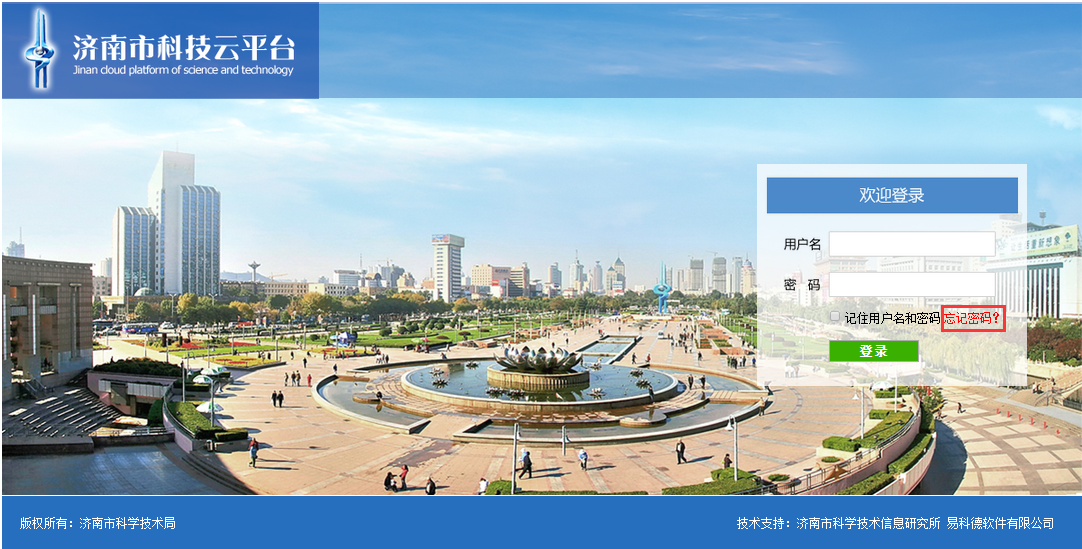 济南市科技云平台
Jinan cloud platform of science and technology
欢迎登录
用户名
密 码
记住用户名和密码 忘记密码?
登录
版权所有：济南市科学技术局
技术支持：济南市科学技术信息研究所 易科德软件有限公司